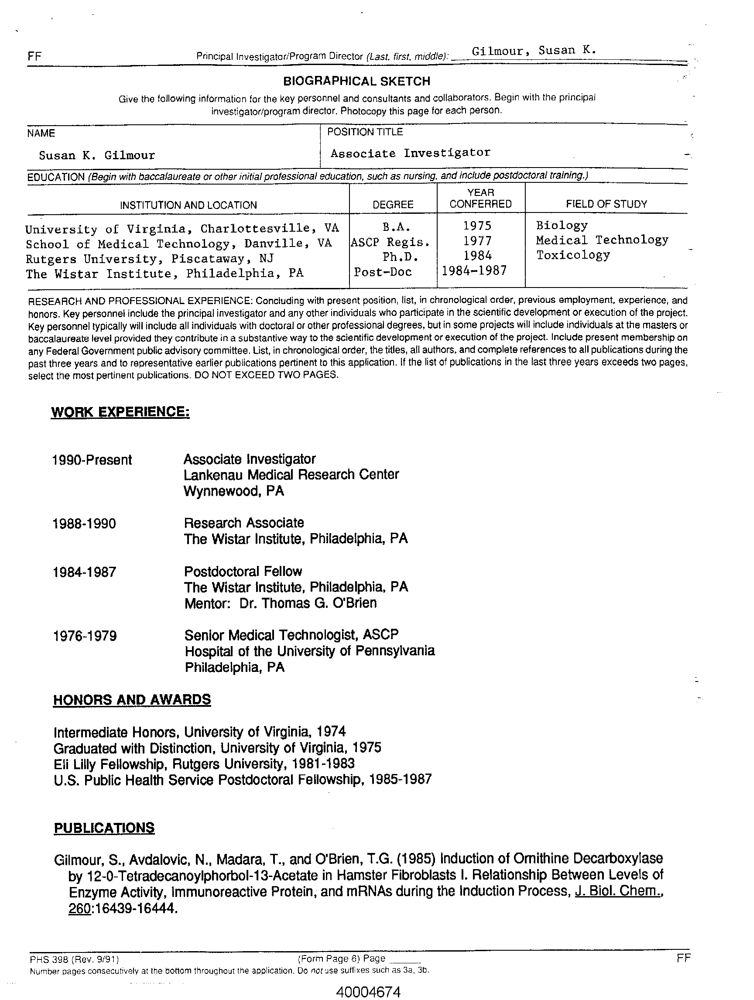 FF Principal Investigator/Program Director (Last, first, middle): Gilmour, Susan K.
BIOGRAPHICAL SKETCH
Give the following information for the key personnel and consultants and collaborators. Begin with the principal
investigator/program director. Photocopy this page for each person.
NAME POSITION TITLE
Susan K. Gilmour Associate Investigator
EDUCATION (Begin with baccalaureate or other initial professional education, such as nursing, and include postdoctoral training.)
INSTITUTION AND LOCATION DEGREE YEAR CONFERRED FIELD OF STUDY
University of Virginia, Charlottesville, VA B.A. 1975 Biology
School of Medical Technology, Danville, VA ASCP Regis. 1977 Medical Technology
Rutgers University, Piscataway, NJ Ph.D. 1984 Toxicology
The Wistar Institute, Philadelphia, PA Post-Doc 1984-1987
RESEARCH AND PROFESSIONAL EXPERIENCE: Concluding with present position, list, in chronological order, previous employment, experience, and
honors. Key personnel include the principal investigator and any other individuals who participate in the scientific development or execution of the project.
Key personnel typically will include all individuals with doctoral or other professional degrees, but in some projects will include individuals at the masters or
baccalaureate level provided they contribute in a substantive way to the scientific development or execution of the project. Include present membership on
any Federal Government public advisory committee. List, in chronological order, the titles, all authors, and complete references to all publications during the
past three years and to representative earlier publications pertinent to this application. If the list of publications in the last three years exceeds two pages,
select the most pertinent publications. DO NOT EXCEED TWO PAGES.
WORK EXPERIENCE:
1990-Present Associate Investigator
Lankenau Medical Research Center
Wynnewood, PA
1988-1990 Research Associate
The Wistar Institute, Philadelphia, PA
1984-1987 Postdoctoral Fellow
The Wistar Institute, Philadelphia, PA
Mentor: Dr. Thomas G. O'Brien
1976-1979 Senior Medical Technologist, ASCP
Hospital of the University of Pennsylvania
Philadelphia, PA
HONORS AND AWARDS
Intermediate Honors, University of Virginia, 1974
Graduated with Distinction, University of Virginia, 1975
Eli Lilly Fellowship, Rutgers University, 1981-1983
U.S. Public Health Service Postdoctoral Fellowship, 1985-1987
PUBLICATIONS
Gilmour, S., Avdalovic, N., Madara, T., and O'Brien, T.G. (1985) Induction of Ornithine Decarboxylase
by 12-0-Tetradecanoylphorbol-13-Acetate in Hamster Fibroblasts I. Relationship Between Levels of
Enzyme Activity, Immunoreactive Protein, and mRNAs during the Induction Process, J. Biol. Chem.,
260:16439-16444.
PHS 398 (Rev. 9/91) (Form Page 6) Page ______ FF
Number pages consecutively at the bottom throughout the application. Do not use suffixes such as 3a, 3b.
40004674